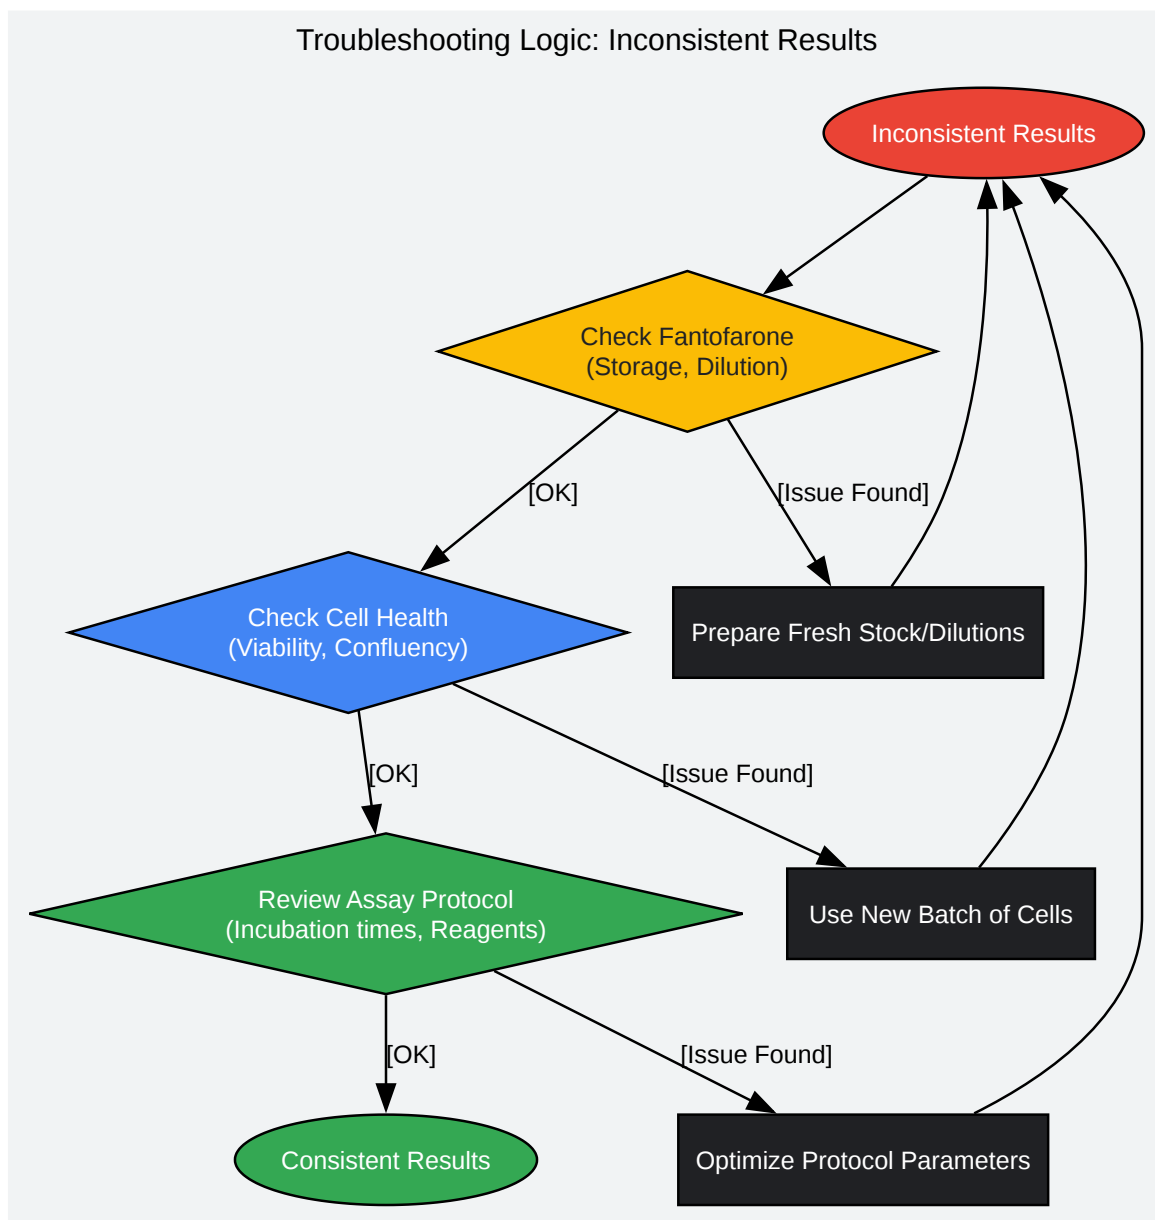 Troubleshooting Logic: Inconsistent Results
Inconsistent Results
Check Fantofarone
(Storage, Dilution)
[OK]
[Issue Found]
Check Cell Health
(Viability, Confluency)
Prepare Fresh Stock/Dilutions
[OK]
[Issue Found]
Review Assay Protocol
(Incubation times, Reagents)
Use New Batch of Cells
[OK]
[Issue Found]
Consistent Results
Optimize Protocol Parameters